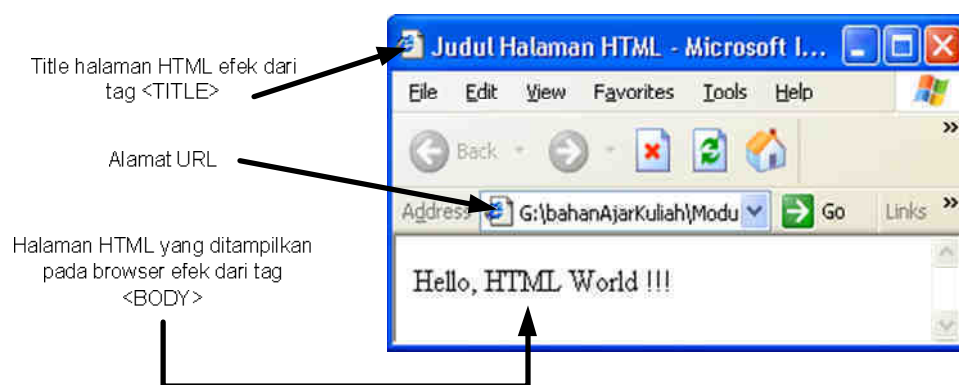 Judul Halaman HTML - Microsoft I...
Title halaman HTML efek dari
tag <TITLE>
File Edit View Favorites Tools Help
»
Back
Alamat URL
Address G:\bahanAjarKuliah\Modu Go Links »
Halaman HTML yang ditampilkan
pada browser efek dari tag
<BODY>
Hello, HTML World !!!